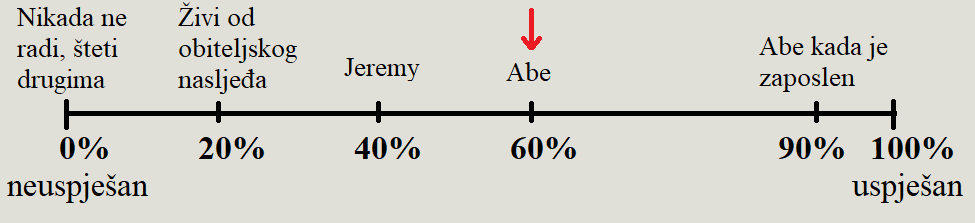 Nikada ne
radi, šteti
drugima
Živi od
obiteljskog
nasljeđa
Jeremy
Abe
Abe kada je
zaposlen
0%
20%
40%
60%
90%
100%
neuspješan
uspješan